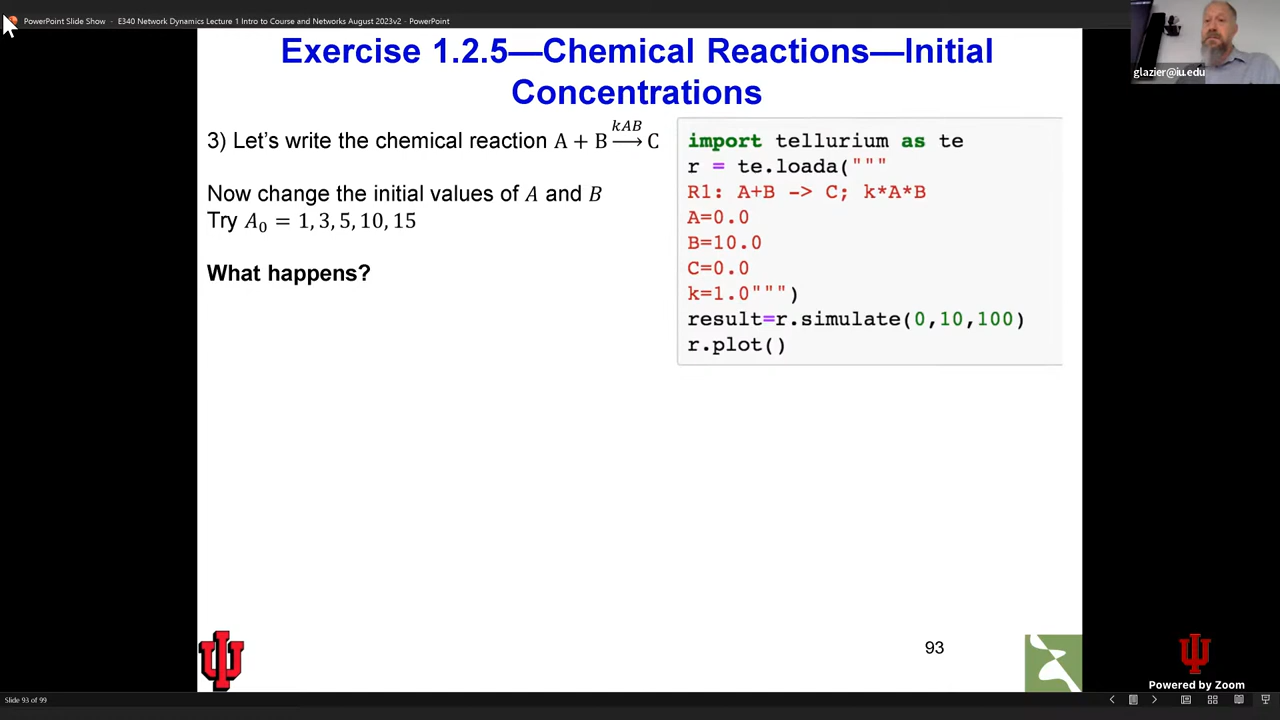 PowerPoint Slide Show - E340 Network Dynamics Lecture 1 Intro to Course and Networks August 2023v2 - PowerPoint
glazier@iu.edu
Exercise 1.2.5—Chemical Reactions—Initial
Concentrations
3) Let's write the chemical reaction A + B \xrightarrow{kAB} C
Now change the initial values of A and B
Try A₀ = 1, 3, 5, 10, 15
What happens?
import tellurium as te
r = te.loada("""
R1: A+B -> C; k*A*B
A=0.0
B=10.0
C=0.0
k=1.0""")
result=r.simulate(0,10,100)
r.plot()
93
Powered by Zoom
Slide 93 of 99